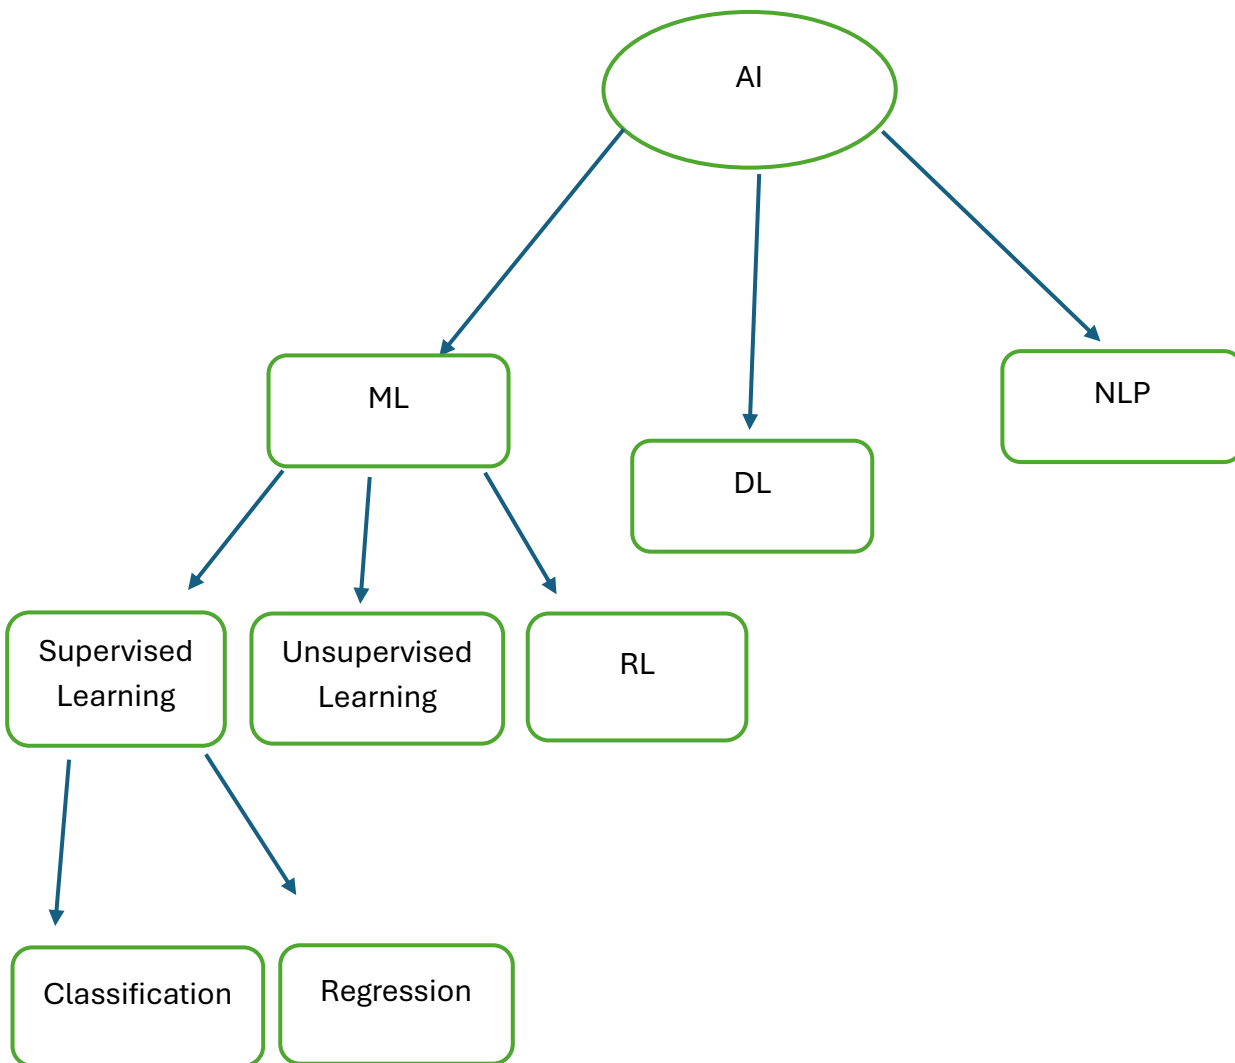 AI
ML
NLP
DL
Supervised
Learning
Unsupervised
Learning
RL
Classification
Regression